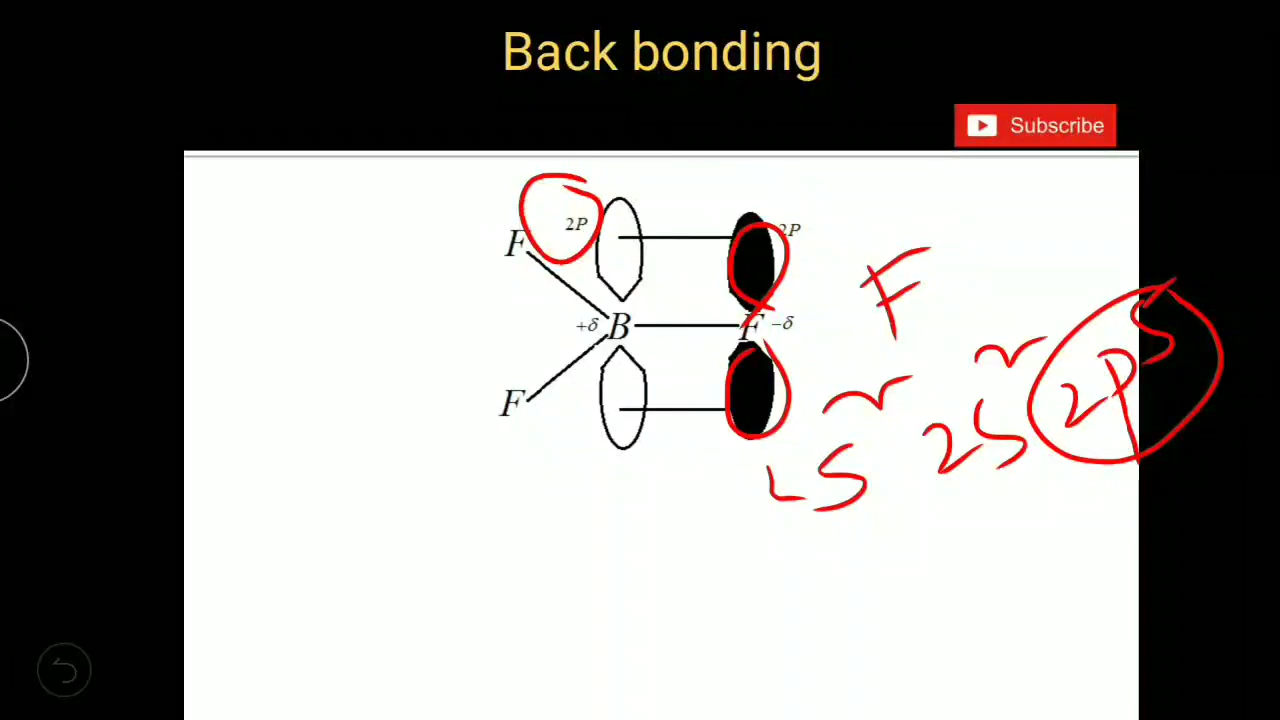 Back bonding
Subscribe
2P 2P
F
+δ B F −δ
F
F
1S² 2S² 2P⁵